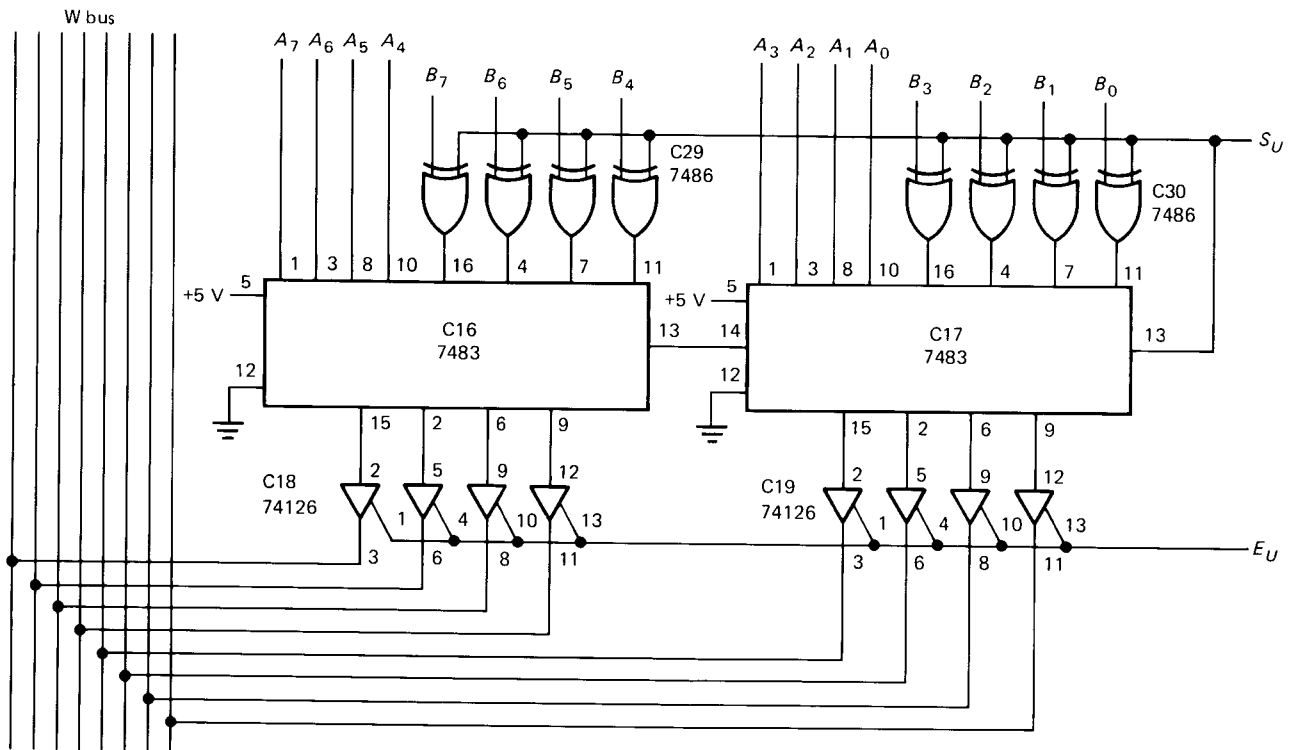 W bus
A₇ A₆ A₅ A₄
A₃ A₂ A₁ A₀
B₇ B₆ B₅ B₄
B₃ B₂ B₁ B₀
S_U
C29
7486
C30
7486
1 3 8 10 16 4 7 11
1 3 8 10 16 4 7 11
5
+5 V
5
+5 V
C16
7483
13
14
C17
7483
13
12
12
15 2 6 9
15 2 6 9
C18
74126
2 5 9 12
1 4 10 13
3 6 8 11
C19
74126
2 5 9 12
1 4 10 13
3 6 8 11
E_U